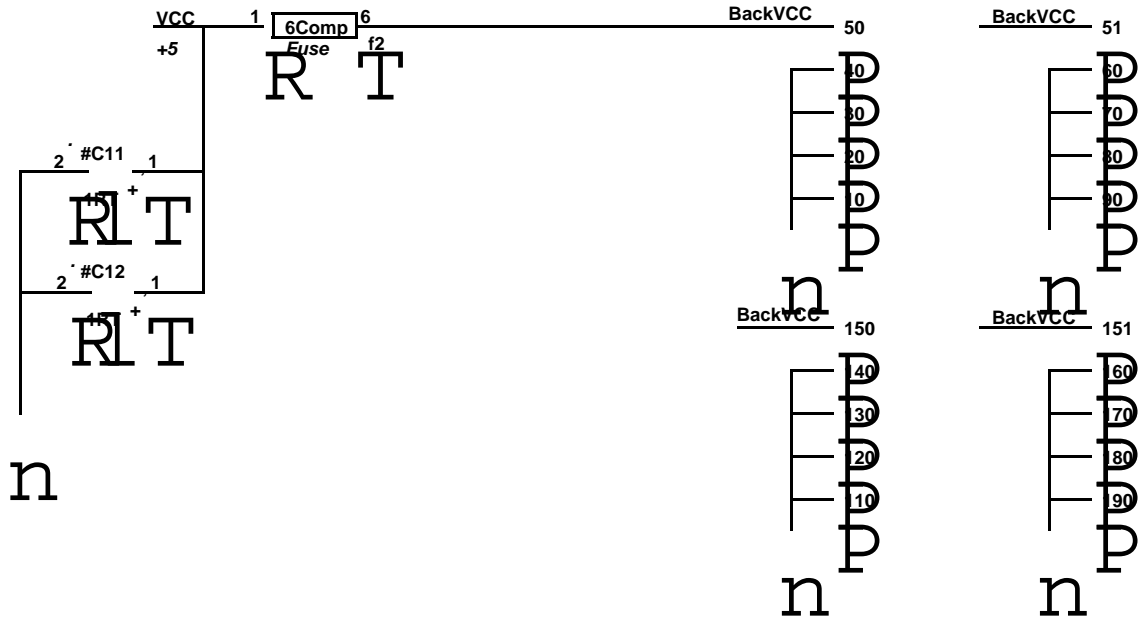 VCC 1 6Comp 6 BackVCC 50 BackVCC 51
+5 Fuse f2
R T
40 P 60 P
30 P 70 P
20 P 80 P
10 P 90 P
P P
n n
2 #C11 1
+
R T
2 #C12 1
+
R T
n
BackVCC 150 BackVCC 151
140 P 160 P
130 P 170 P
120 P 180 P
110 P 190 P
P P
n n